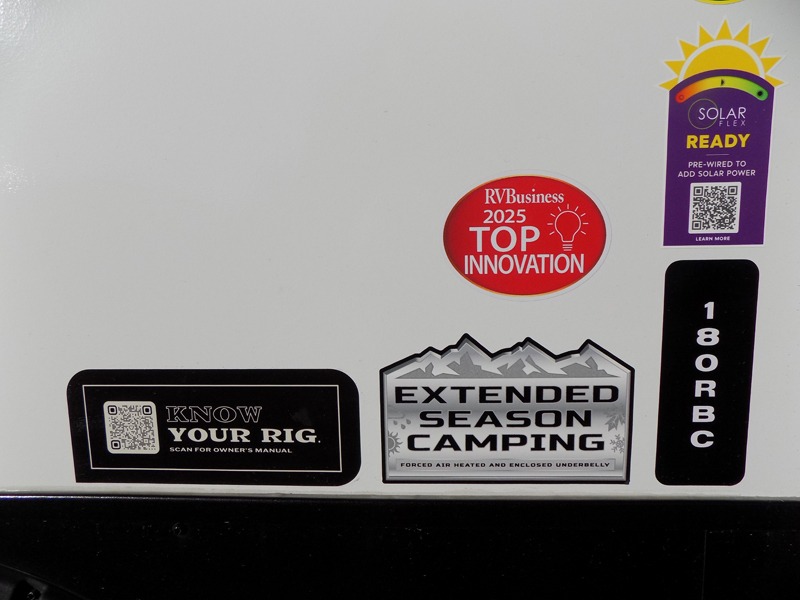 SOLAR
FLEX
READY
PRE-WIRED TO
ADD SOLAR POWER
LEARN MORE
RVBusiness
2025
TOP
INNOVATION
180RBC
EXTENDED
SEASON
CAMPING
FORCED AIR HEATED AND ENCLOSED UNDERBELLY
KNOW
YOUR RIG.
SCAN FOR OWNER'S MANUAL